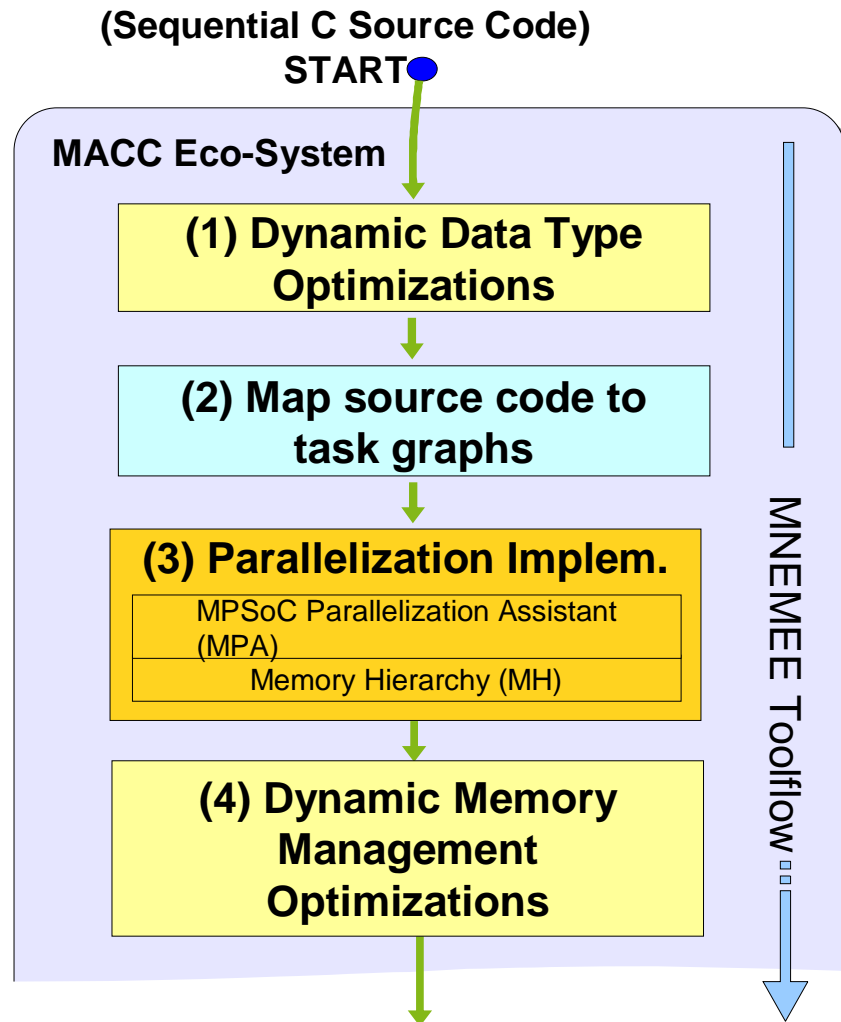 (Sequential C Source Code)
START
MACC Eco-System
(1) Dynamic Data Type
Optimizations
(2) Map source code to
task graphs
(3) Parallelization Implem.
MPSoC Parallelization Assistant
(MPA)
Memory Hierarchy (MH)
(4) Dynamic Memory
Management
Optimizations
MNEMEE Toolflow